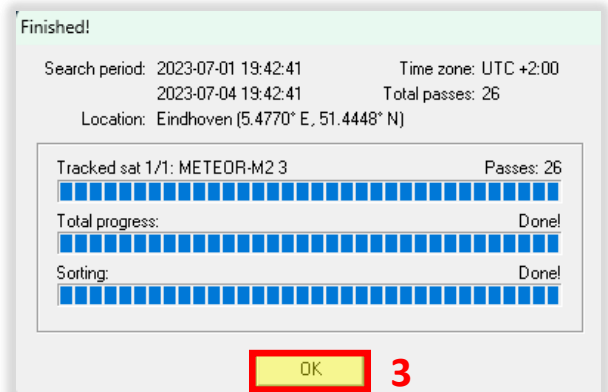 Finished!
Search period: 2023-07-01 19:42:41 Time zone: UTC +2:00
2023-07-04 19:42:41 Total passes: 26
Location: Eindhoven (5.4770° E, 51.4448° N)
Tracked sat 1/1: METEOR-M2 3 Passes: 26
Total progress: Done!
Sorting: Done!
OK 3